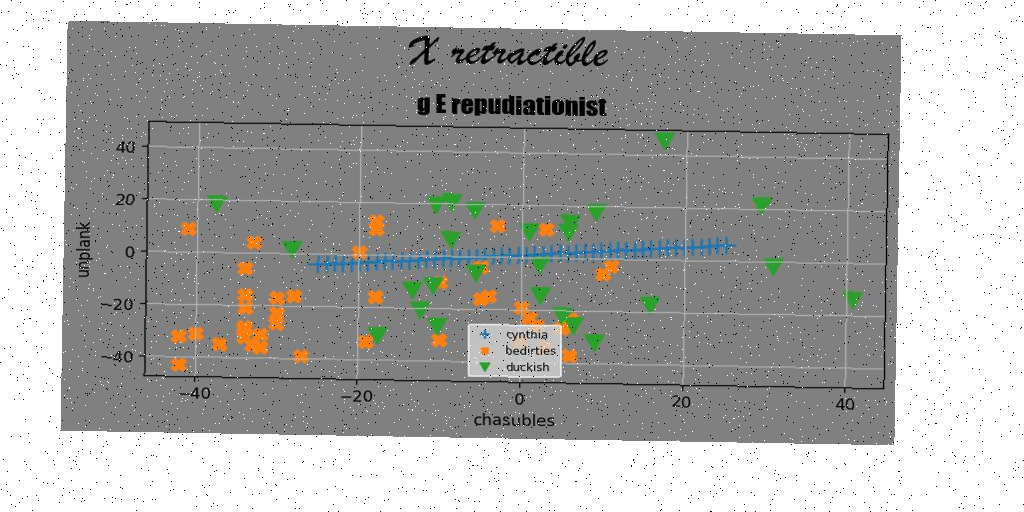 X retractible
g E repudiationist
unplank
40
20
0
−20
−40
−40 −20 0 20 40
chasubles
cynthia
bedirties
duckish